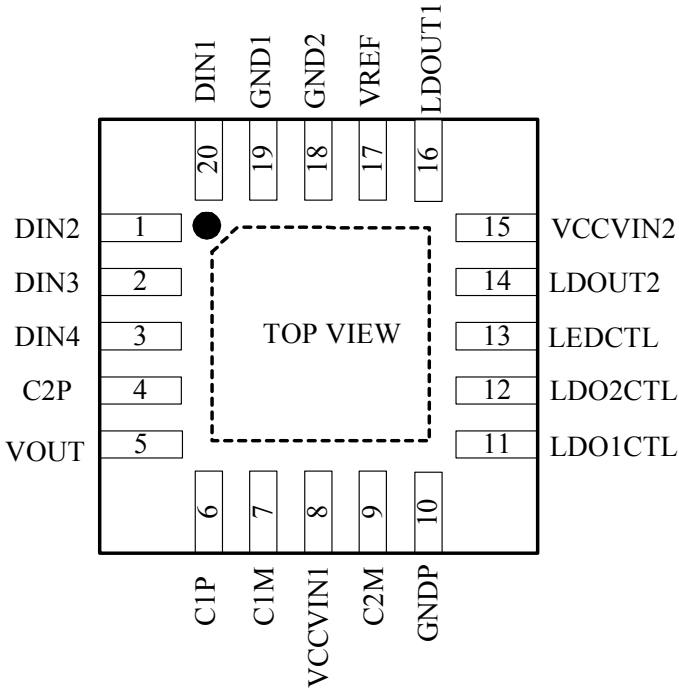 DIN1 GND1 GND2 VREF LDOUT1
20 19 18 17 16
DIN2 1 15 VCCVIN2
DIN3 2 14 LDOUT2
DIN4 3 TOP VIEW 13 LEDCTL
C2P 4 12 LDO2CTL
VOUT 5 11 LDO1CTL
6 7 8 9 10
C1P C1M VCCVIN1 C2M GNDP